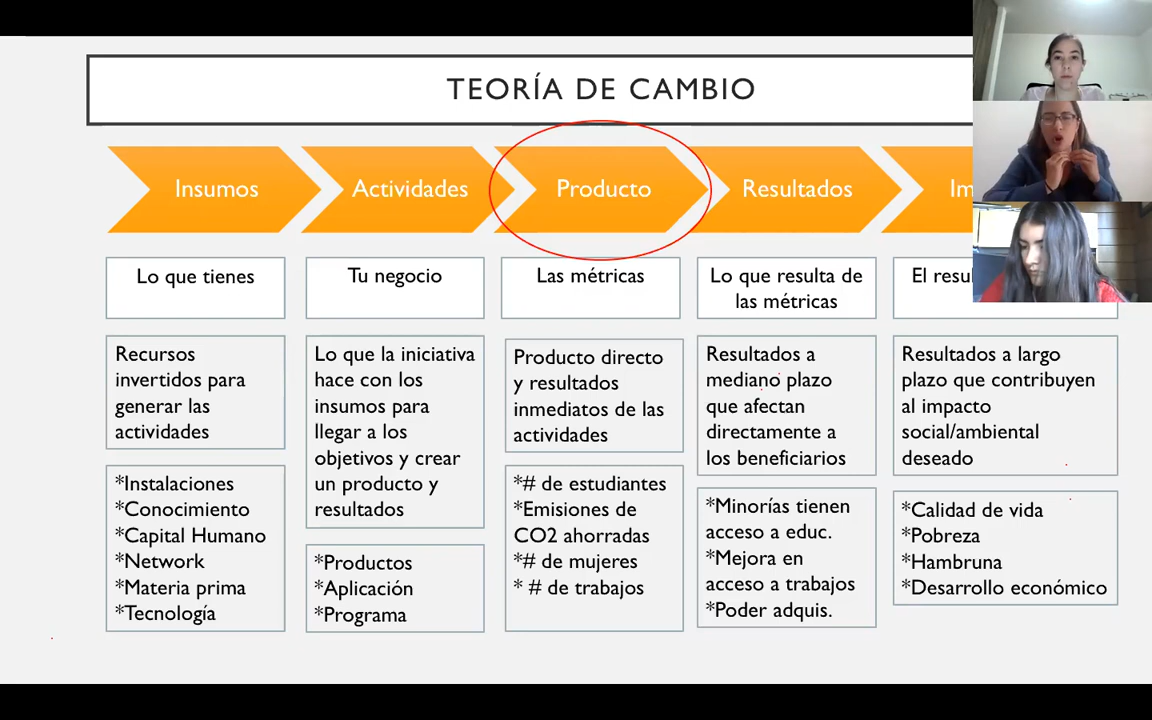 TEORÍA DE CAMBIO
Insumos
Actividades
Producto
Resultados
Lo que tienes
Tu negocio
Las métricas
Lo que resulta de
las métricas
El
Recursos
invertidos para
generar las
actividades
Lo que la iniciativa
hace con los
insumos para
llegar a los
objetivos y crear
un producto y
resultados
Producto directo
y resultados
inmediatos de las
actividades
Resultados a
mediano plazo
que afectan
directamente a
los beneficiarios
Resultados a largo
plazo que contribuyen
al impacto
social/ambiental
deseado
*Instalaciones
*Conocimiento
*Capital Humano
*Network
*Materia prima
*Tecnología
*Productos
*Aplicación
*Programa
*# de estudiantes
*Emisiones de
CO2 ahorradas
*# de mujeres
* # de trabajos
*Minorías tienen
acceso a educ.
*Mejora en
acceso a trabajos
*Poder adquis.
*Calidad de vida
*Pobreza
*Hambruna
*Desarrollo económico